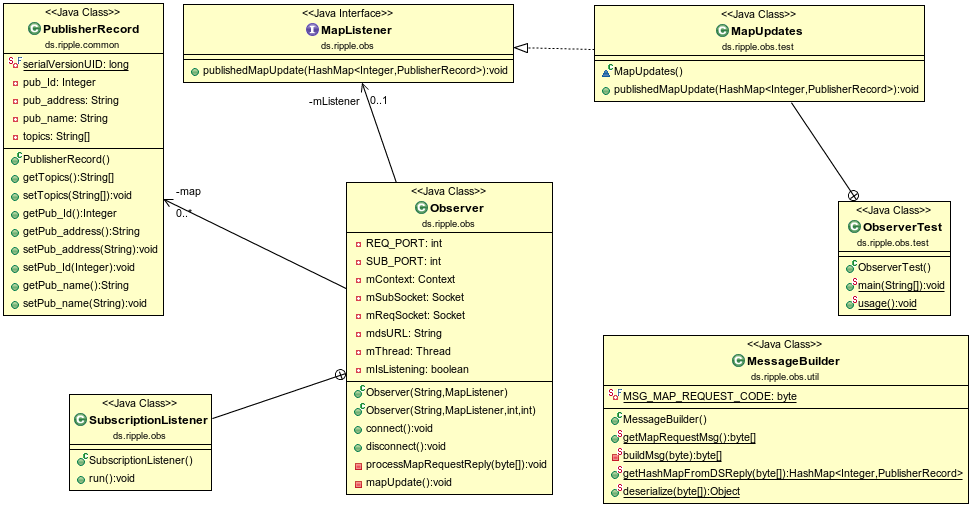 <<Java Class>>
PublisherRecord
ds.ripple.common
serialVersionUID: long
pub_Id: Integer
pub_address: String
pub_name: String
topics: String[]
PublisherRecord()
getTopics():String[]
setTopics(String[]):void
getPub_Id():Integer
getPub_address():String
setPub_address(String):void
setPub_Id(Integer):void
getPub_name():String
setPub_name(String):void
<<Java Interface>>
MapListener
ds.ripple.obs
publishedMapUpdate(HashMap<Integer,PublisherRecord>):void
<<Java Class>>
MapUpdates
ds.ripple.obs.test
MapUpdates()
publishedMapUpdate(HashMap<Integer,PublisherRecord>):void
-mListener
0..1
-map
0..*
<<Java Class>>
Observer
ds.ripple.obs
REQ_PORT: int
SUB_PORT: int
mContext: Context
mSubSocket: Socket
mReqSocket: Socket
mdsURL: String
mThread: Thread
mIsListening: boolean
Observer(String,MapListener)
Observer(String,MapListener,int,int)
connect():void
disconnect():void
processMapRequestReply(byte[]):void
mapUpdate():void
<<Java Class>>
ObserverTest
ds.ripple.obs.test
ObserverTest()
main(String[]):void
usage():void
<<Java Class>>
SubscriptionListener
ds.ripple.obs
SubscriptionListener()
run():void
<<Java Class>>
MessageBuilder
ds.ripple.obs.util
MSG_MAP_REQUEST_CODE: byte
MessageBuilder()
getMapRequestMsg():byte[]
buildMsg(byte):byte[]
getHashMapFromDSReply(byte[]):HashMap<Integer,PublisherRecord>
deserialize(byte[]):Object